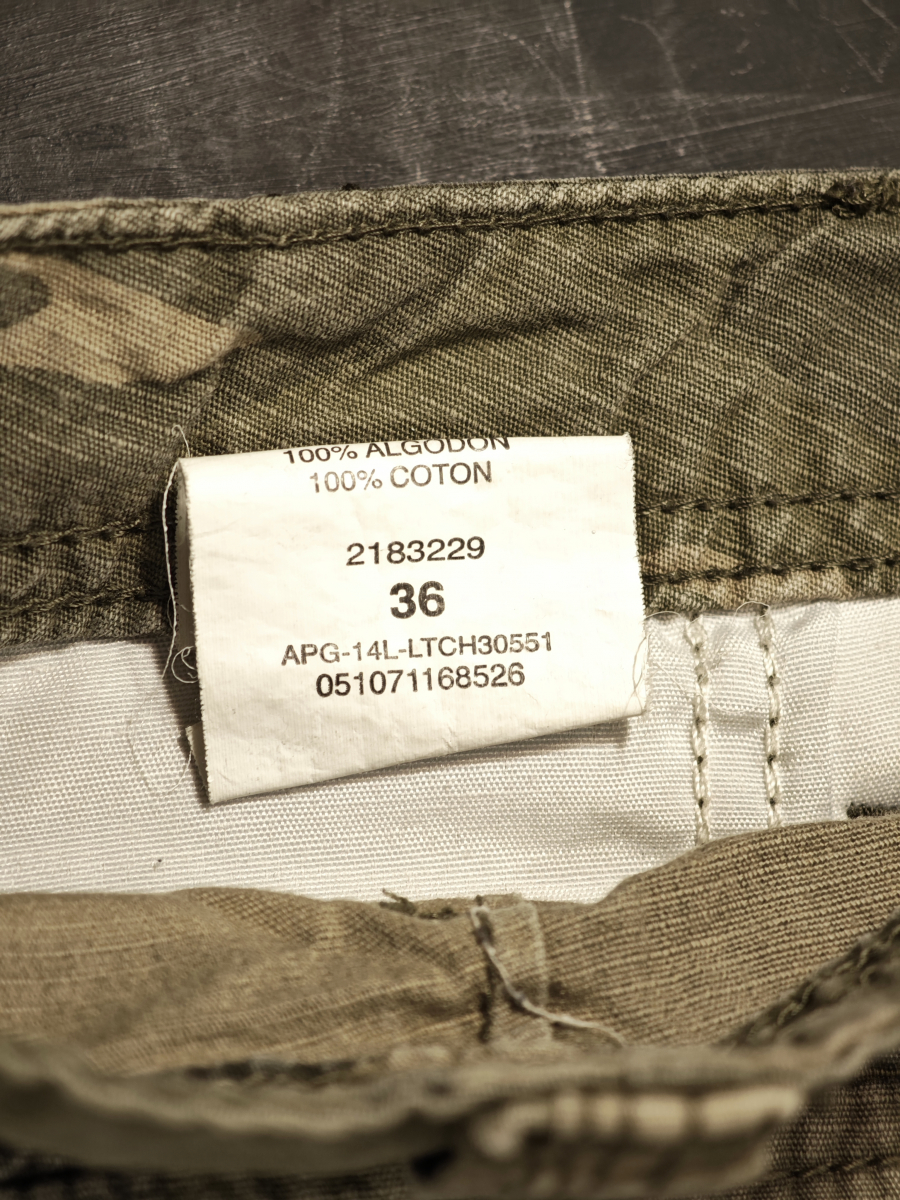 100% ALGODON
100% COTON
2183229
36
APG-14L-LTCH30551
051071168526